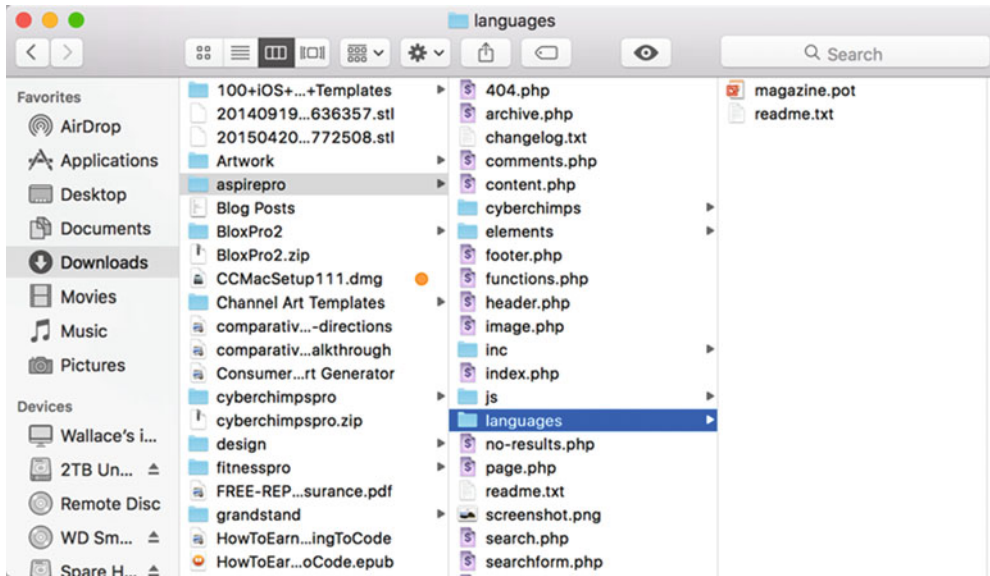 languages
Search
Favorites
AirDrop
Applications
Desktop
Documents
Downloads
Movies
Music
Pictures
Devices
Wallace's i...
2TB Un...
Remote Disc
WD Sm...
Spare H...
100+iOS+...+Templates
20140919...636357.stl
20150420...772508.stl
Artwork
aspirepro
Blog Posts
BloxPro2
BloxPro2.zip
CCMacSetup111.dmg
Channel Art Templates
comparativ...-directions
comparativ...alkthrough
Consumer...rt Generator
cyberchimpspro
cyberchimpspro.zip
design
fitnesspro
FREE-REP...surance.pdf
grandstand
HowToEarn...ingToCode
HowToEar...oCode.epub
404.php
archive.php
changelog.txt
comments.php
content.php
cyberchimps
elements
footer.php
functions.php
header.php
image.php
inc
index.php
js
languages
no-results.php
page.php
readme.txt
screenshot.png
search.php
searchform.php
magazine.pot
readme.txt